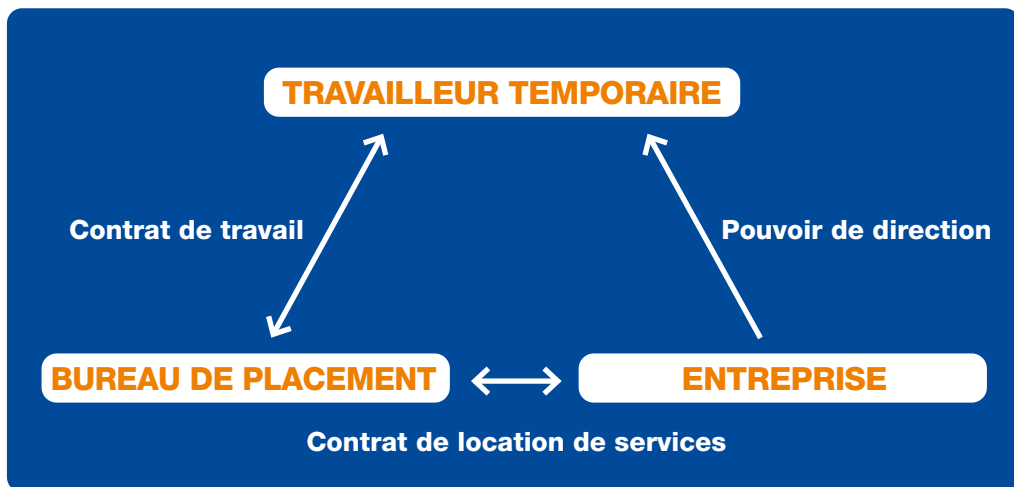 TRAVAILLEUR TEMPORAIRE
Contrat de travail
Pouvoir de direction
BUREAU DE PLACEMENT
ENTREPRISE
Contrat de location de services